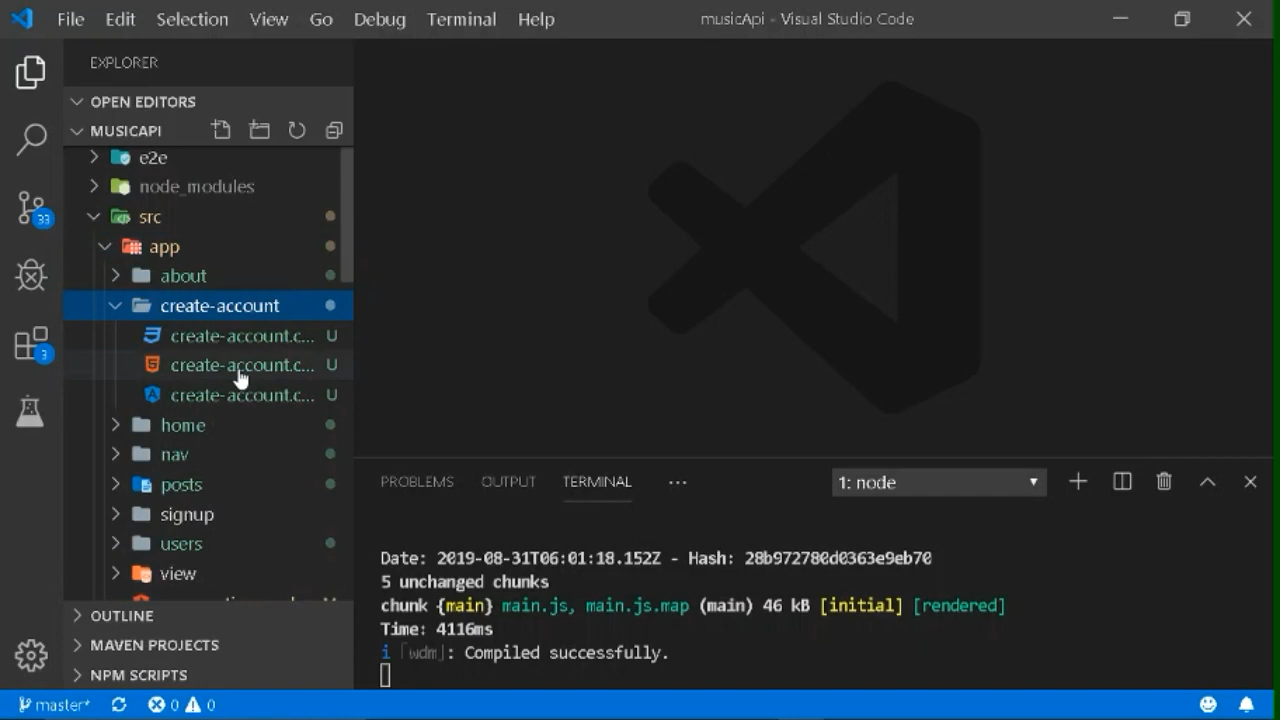 File Edit Selection View Go Debug Terminal Help musicApi - Visual Studio Code
EXPLORER
OPEN EDITORS
MUSICAPI
e2e
node_modules
src
app
about
create-account
create-account.c... U
create-account.c... U
create-account.c... U
home
nav
posts
signup
users
view
OUTLINE
MAVEN PROJECTS
NPM SCRIPTS
33
3
PROBLEMS OUTPUT TERMINAL ... 1: node
Date: 2019-08-31T06:01:18.152Z - Hash: 28b972780d0363e9eb70
5 unchanged chunks
chunk {main} main.js, main.js.map (main) 46 kB [initial] [rendered]
Time: 4116ms
i ｢wdm｣: Compiled successfully.
master* 0 0